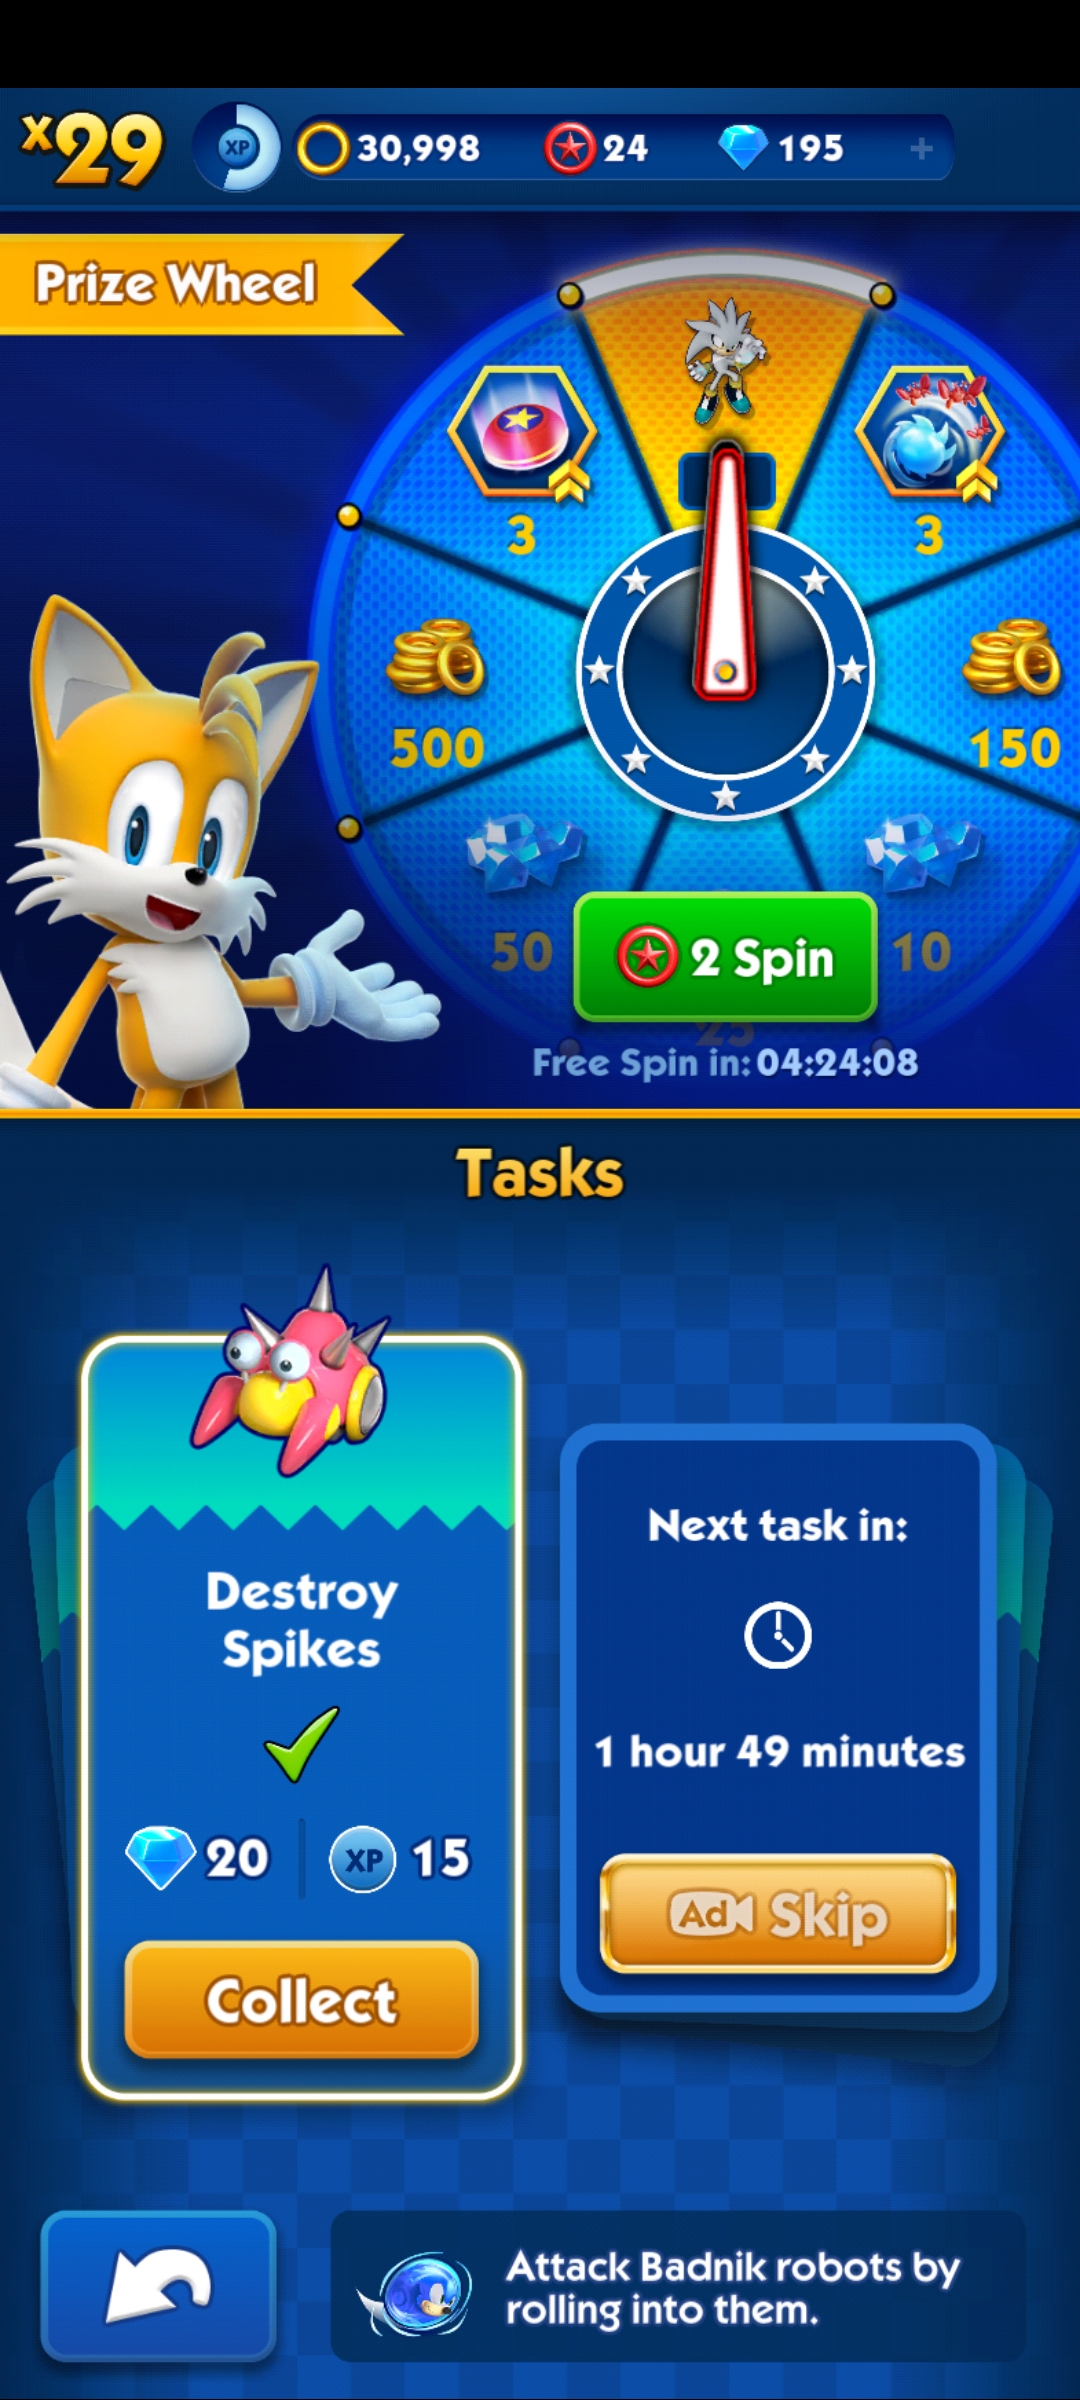 x29
XP
30,998
24
195
+
Prize Wheel
3
3
500
150
50
2 Spin
10
25
Free Spin in: 04:24:08
Tasks
Destroy
Spikes
20
XP
15
Collect
Next task in:
1 hour 49 minutes
Ad Skip
Attack Badnik robots by
rolling into them.